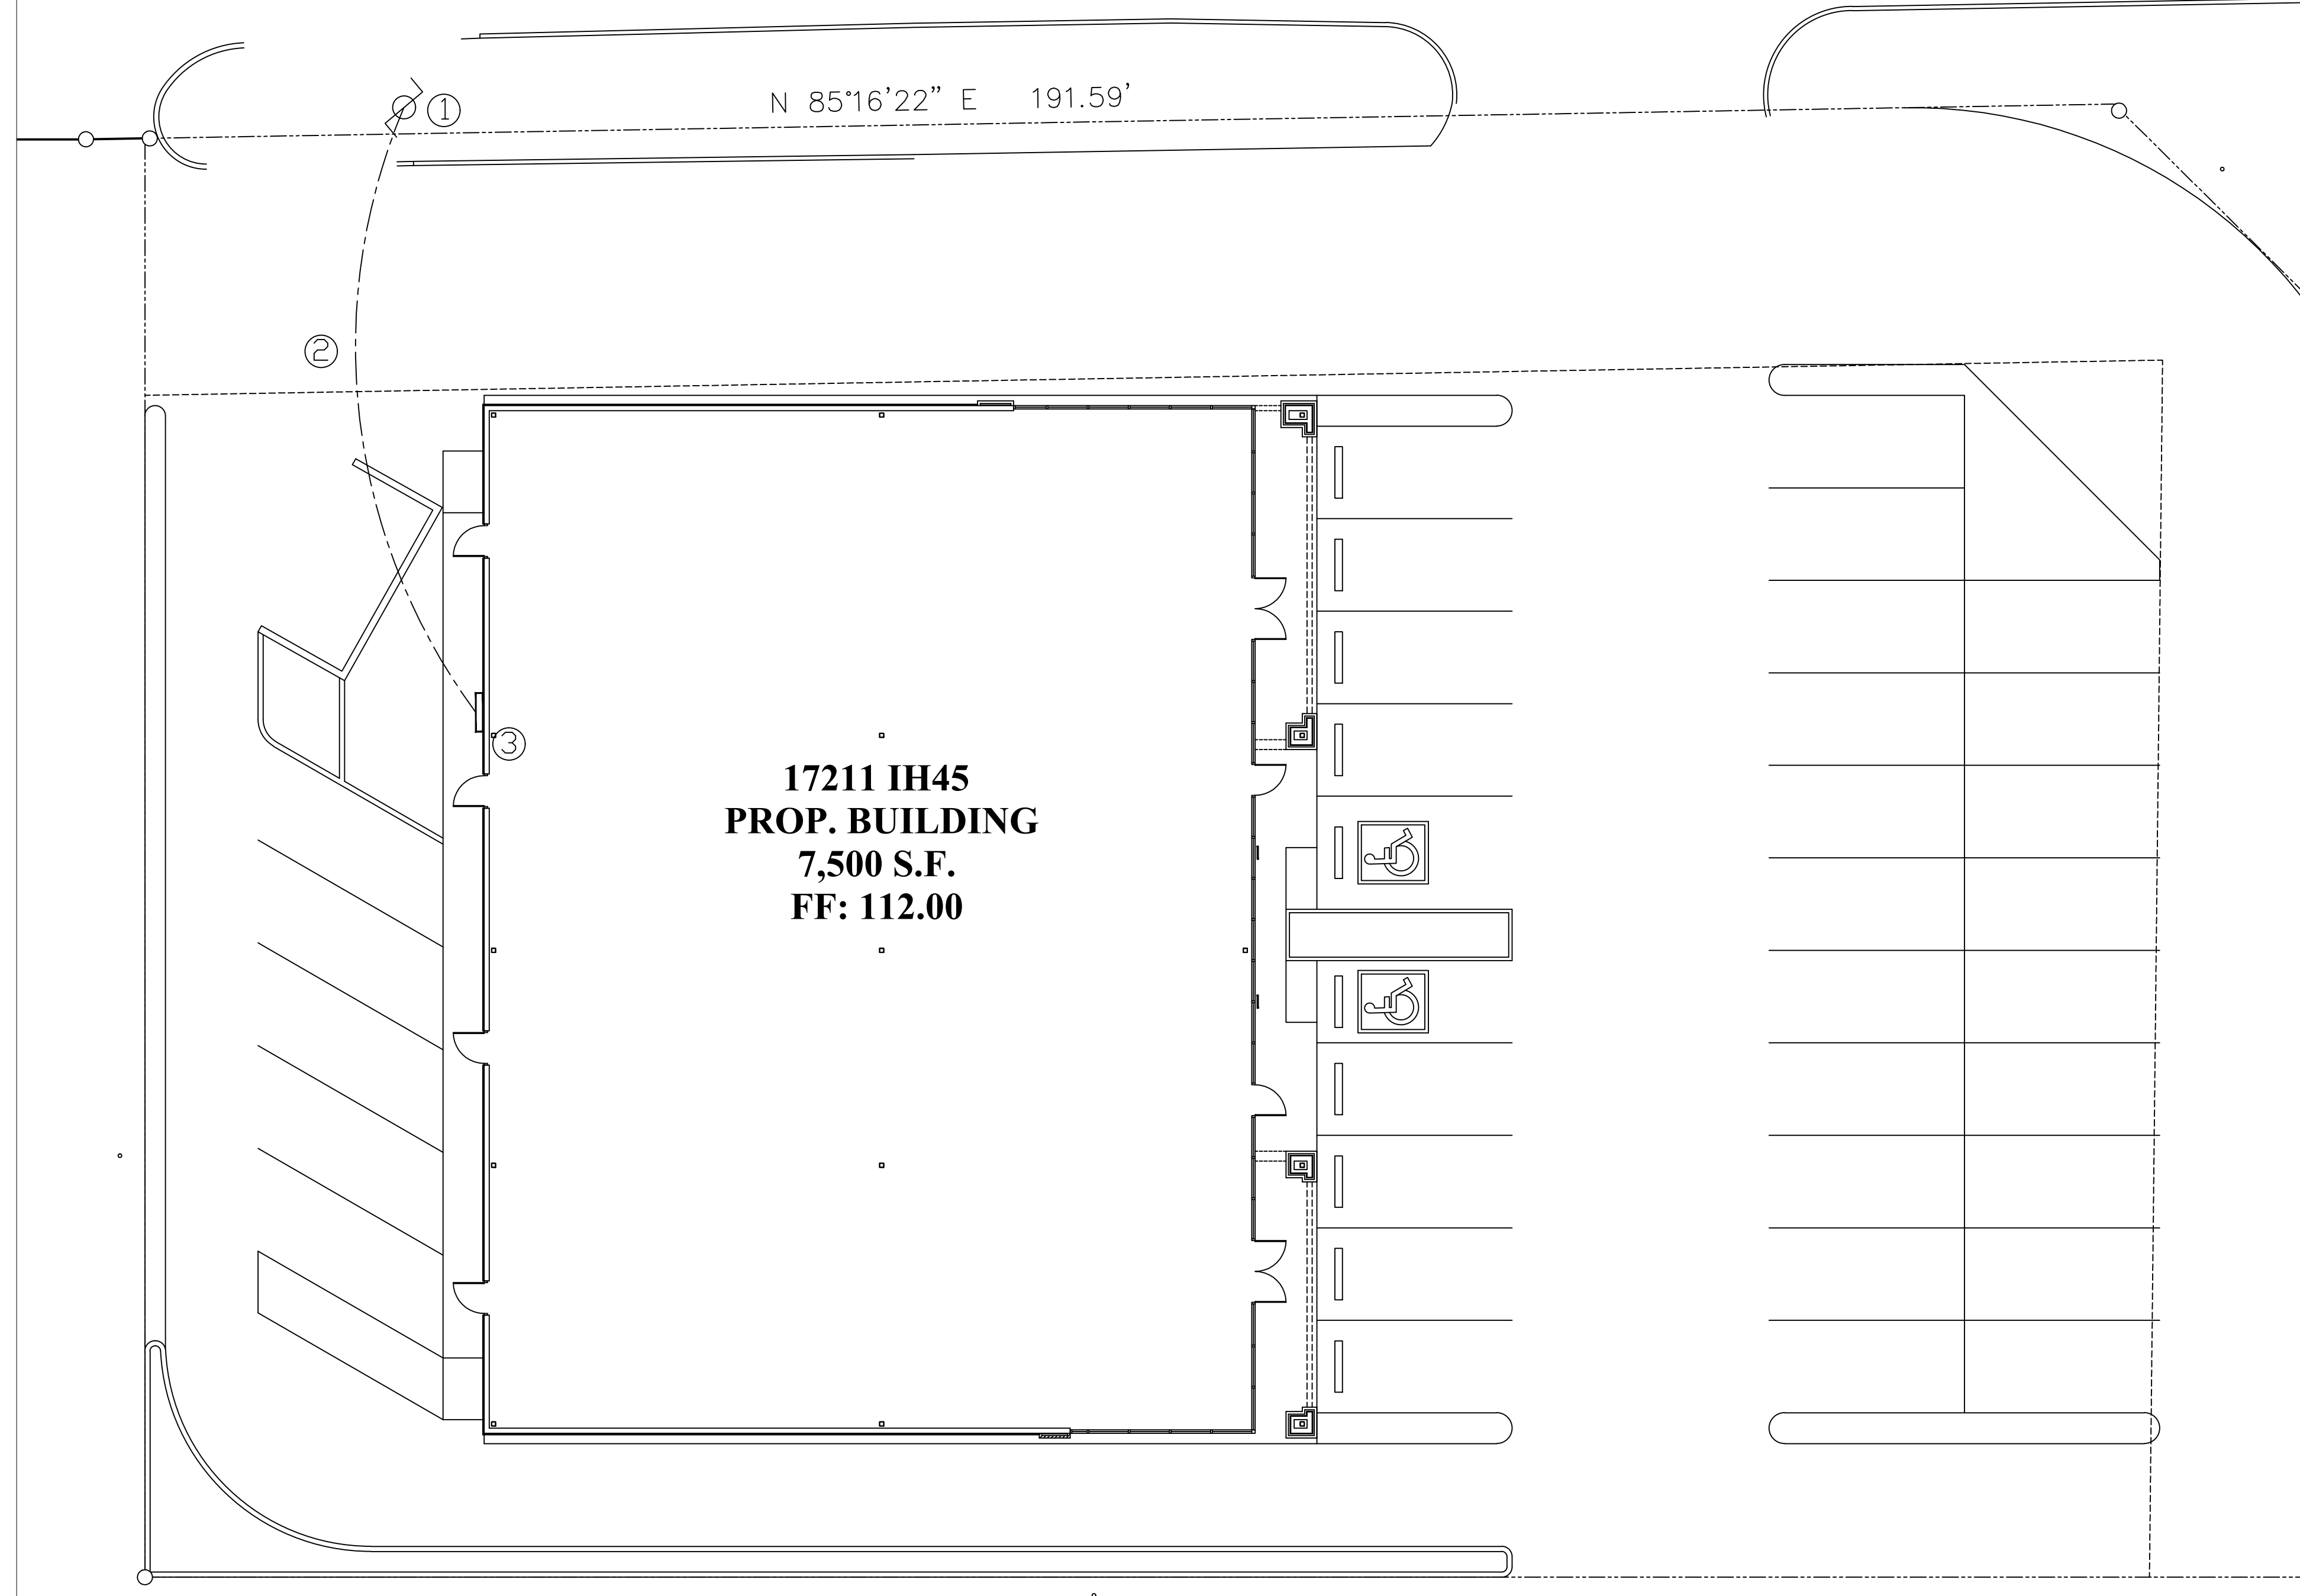 N 85°16'22" E 191.59'
1
2
3
17211 IH45
PROP. BUILDING
7,500 S.F.
FF: 112.00